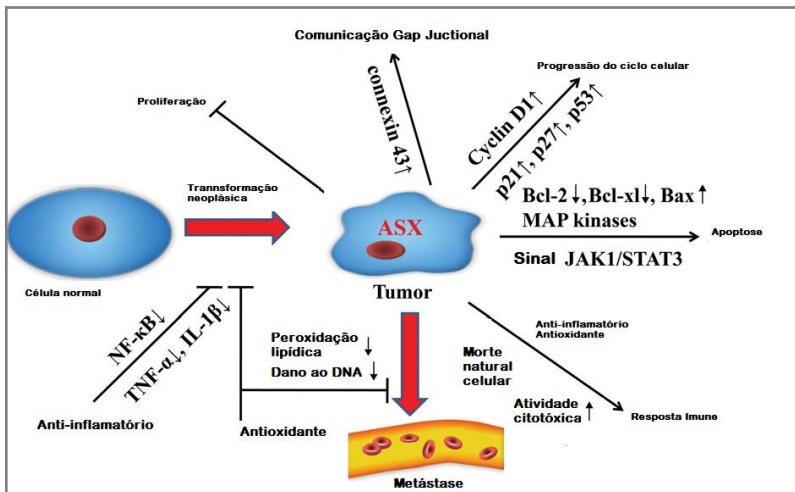 Comunicação Gap Juctional
Progressão do ciclo celular
Proliferação
connexin 43↑
Cyclin D1↑
p21↑, p27↑, p53↑
Trannsformação
neoplásica
Bcl-2↓,Bcl-xl↓, Bax↑
MAP kinases
ASX
Apoptose
Sinal JAK1/STAT3
Célula normal
Tumor
NF-κB↓
TNF-α↓, IL-1β↓
Anti-inflamatório
Antioxidante
Peroxidação
lipídica ↓
Dano ao DNA ↓
Morte
natural
celular
Atividade
citotóxica ↑
Resposta Imune
Anti-inflamatório
Antioxidante
Metástase